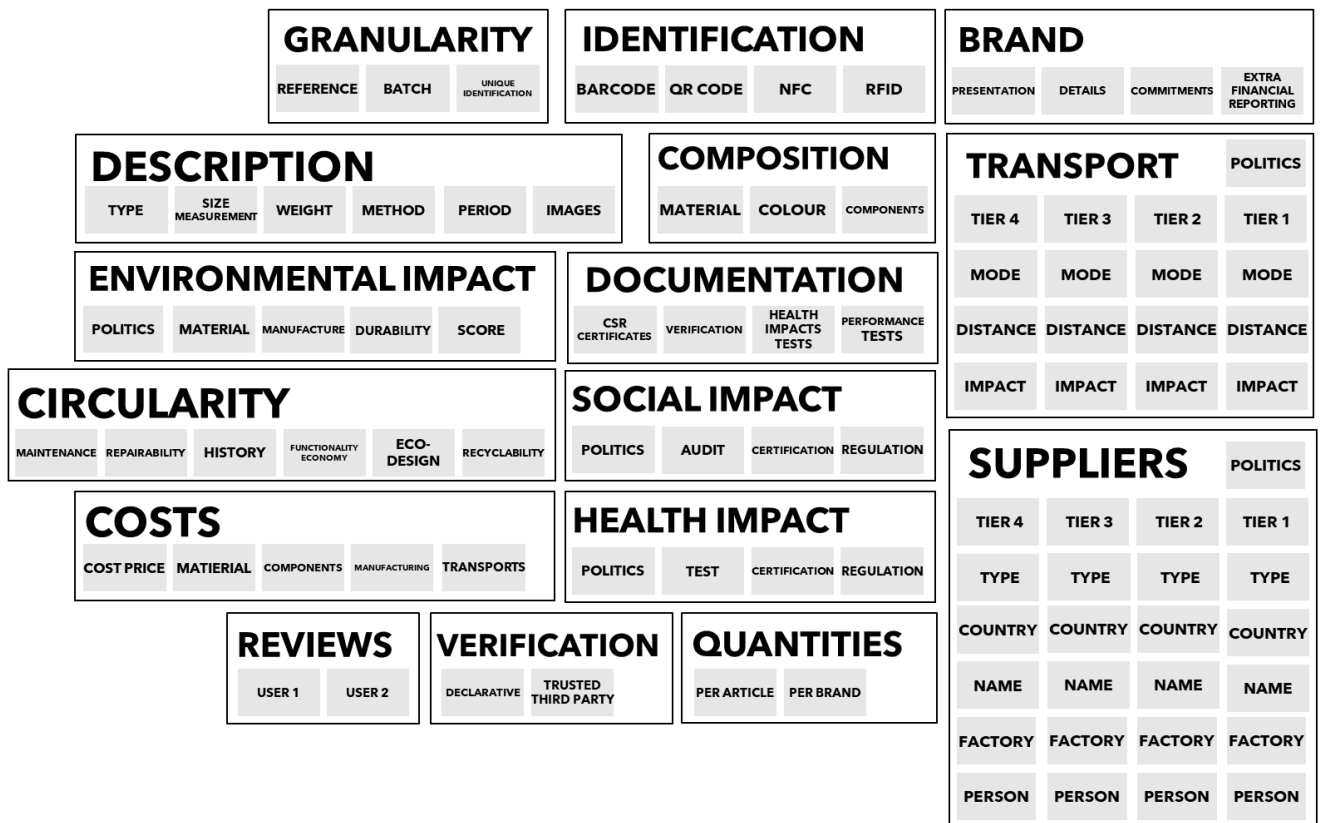 GRANULARITY
REFERENCE BATCH UNIQUE
IDENTIFICATION
IDENTIFICATION
BARCODE QR CODE NFC RFID
BRAND
PRESENTATION DETAILS COMMITMENTS EXTRA
FINANCIAL
REPORTING
DESCRIPTION
TYPE SIZE
MEASUREMENT WEIGHT METHOD PERIOD IMAGES
COMPOSITION
MATERIAL COLOUR COMPONENTS
TRANSPORT POLITICS
TIER 4 TIER 3 TIER 2 TIER 1
MODE MODE MODE MODE
DISTANCE DISTANCE DISTANCE DISTANCE
IMPACT IMPACT IMPACT IMPACT
ENVIRONMENTAL IMPACT
POLITICS MATERIAL MANUFACTURE DURABILITY SCORE
DOCUMENTATION
CSR
CERTIFICATES VERIFICATION HEALTH
IMPACTS
TESTS PERFORMANCE
TESTS
CIRCULARITY
MAINTENANCE REPAIRABILITY HISTORY FUNCTIONALITY
ECONOMY ECO-
DESIGN RECYCLABILITY
SOCIAL IMPACT
POLITICS AUDIT CERTIFICATION REGULATION
SUPPLIERS POLITICS
TIER 4 TIER 3 TIER 2 TIER 1
TYPE TYPE TYPE TYPE
COUNTRY COUNTRY COUNTRY COUNTRY
NAME NAME NAME NAME
FACTORY FACTORY FACTORY FACTORY
PERSON PERSON PERSON PERSON
COSTS
COST PRICE MATIERIAL COMPONENTS MANUFACTURING TRANSPORTS
HEALTH IMPACT
POLITICS TEST CERTIFICATION REGULATION
REVIEWS
USER 1 USER 2
VERIFICATION
DECLARATIVE TRUSTED
THIRD PARTY
QUANTITIES
PER ARTICLE PER BRAND